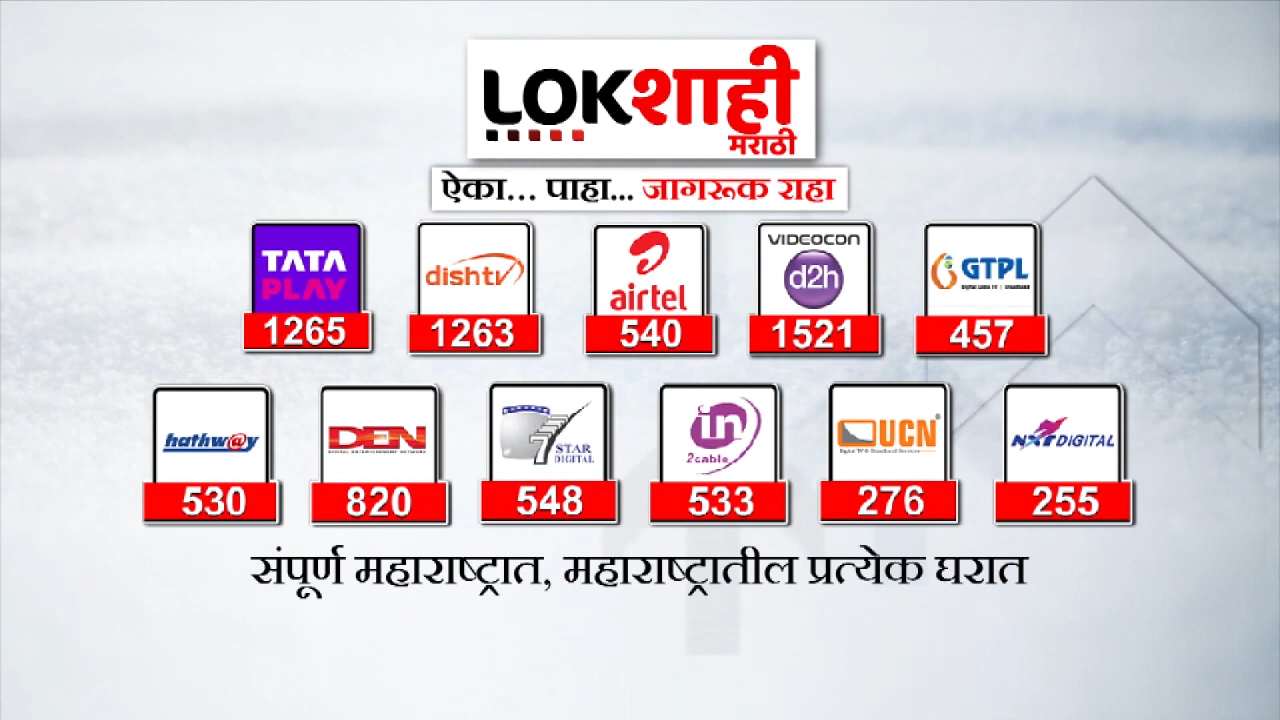 LOKशाही
मराठी
ऐका... पाहा... जागरूक राहा
TATA PLAY
dishtv
airtel
VIDEOCON d2h
GTPL
1265
1263
540
1521
457
hathw@y
DEN
7 STAR DIGITAL
in 2cable
UCN
NXT DIGITAL
530
820
548
533
276
255
संपूर्ण महाराष्ट्रात, महाराष्ट्रातील प्रत्येक घरात